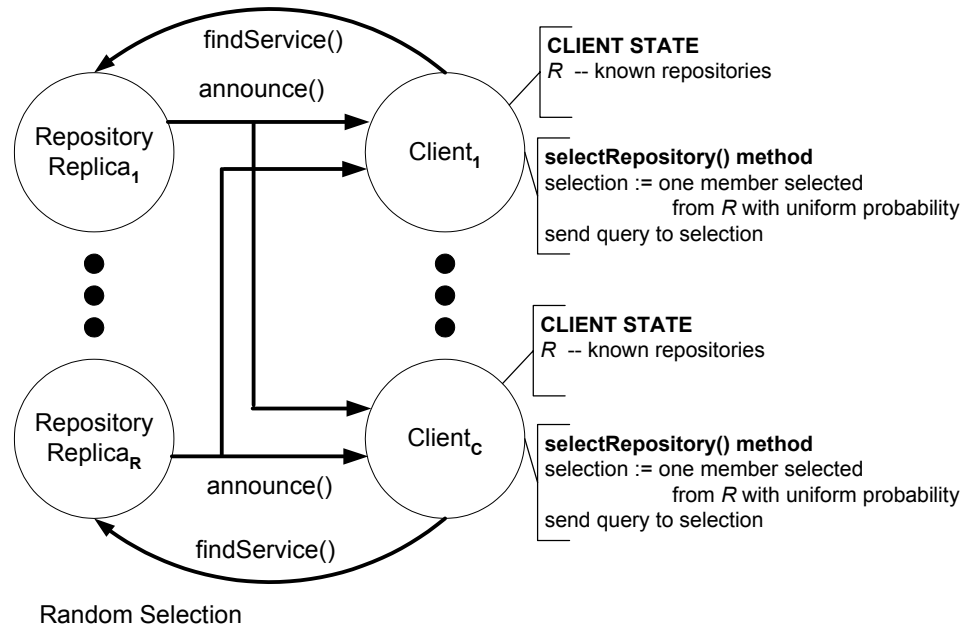 findService()
CLIENT STATE
R -- known repositories
announce()
Repository
Replica1
Client1
selectRepository() method
selection := one member selected
from R with uniform probability
send query to selection
CLIENT STATE
R -- known repositories
Repository
ReplicaR
ClientC
selectRepository() method
selection := one member selected
from R with uniform probability
send query to selection
announce()
findService()
Random Selection